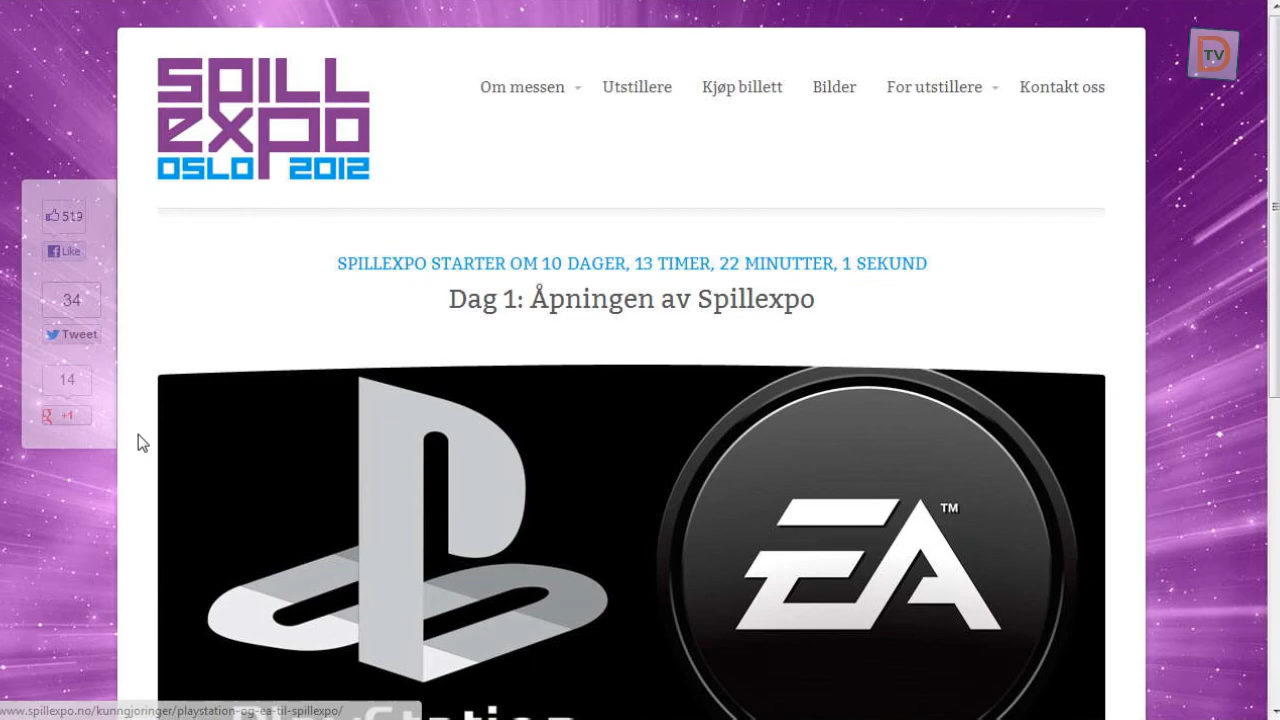 SPILL
EXPO
OSLO 2012
Om messen
Utstillere
Kjøp billett
Bilder
For utstillere
Kontakt oss
TV
519
Like
34
Tweet
14
+1
SPILLEXPO STARTER OM 10 DAGER, 13 TIMER, 22 MINUTTER, 1 SEKUND
Dag 1: Åpningen av Spillexpo
EA™
PlayStation
www.spillexpo.no/kunngjoringer/playstation-og-ea-til-spillexpo/